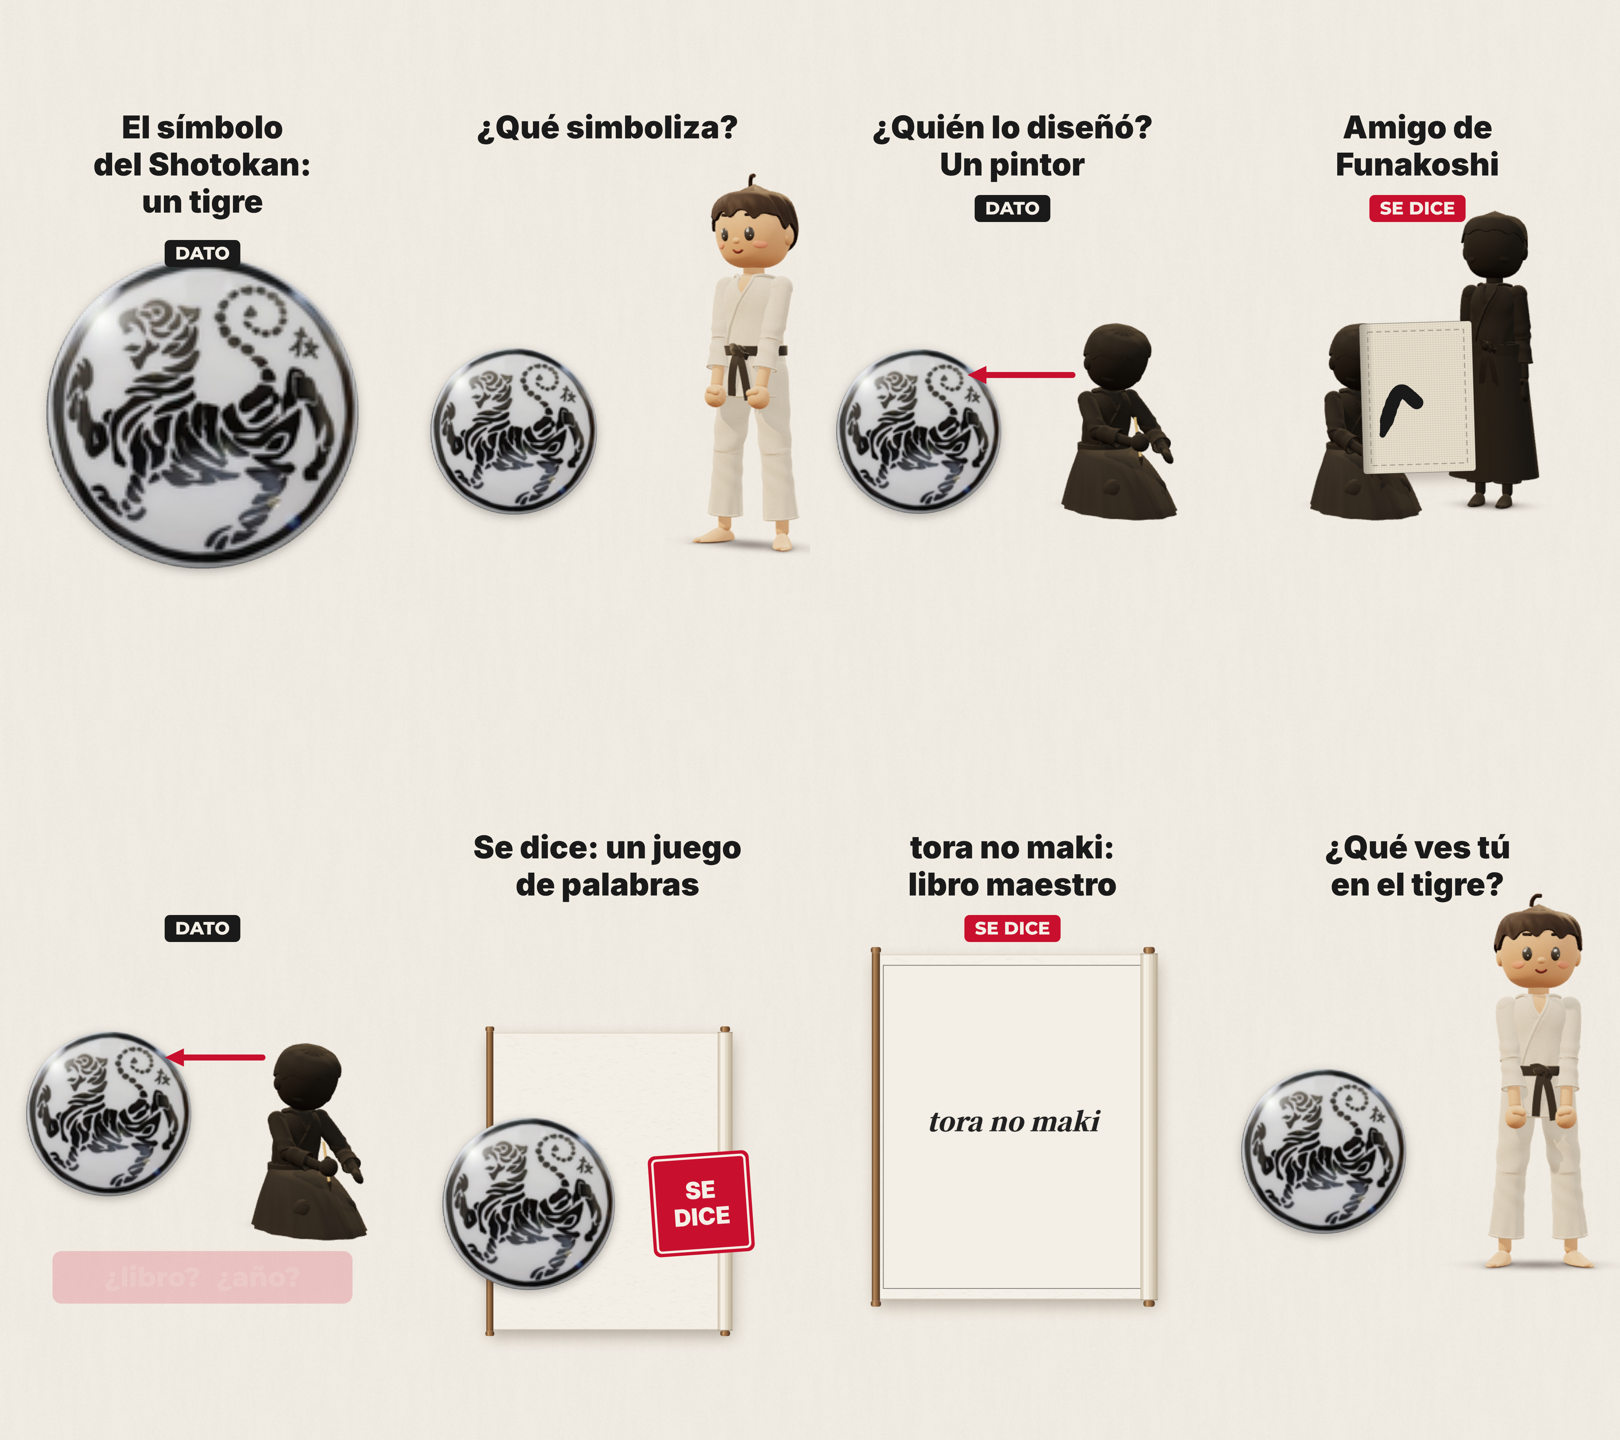 El símbolo
del Shotokan:
un tigre
DATO
¿Qué simboliza?
¿Quién lo diseñó?
Un pintor
DATO
Amigo de
Funakoshi
SE DICE
DATO
¿libro? ¿año?
Se dice: un juego
de palabras
SE
DICE
tora no maki:
libro maestro
SE DICE
tora no maki
¿Qué ves tú
en el tigre?